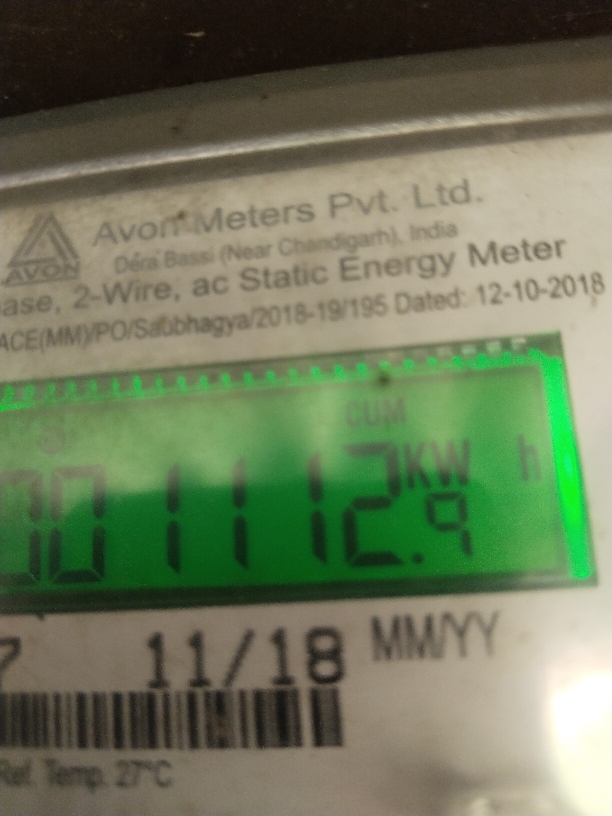 Avon Meters Pvt. Ltd.
AVON
Dera Bassi (Near Chandigarh), India
ase, 2-Wire, ac Static Energy Meter
ACE(MM)/PO/Saubhagya/2018-19/195 Dated: 12-10-2018
S
CUM
001112.9 KWh
7 11/18 MM/YY
Ref. Temp. 27°C